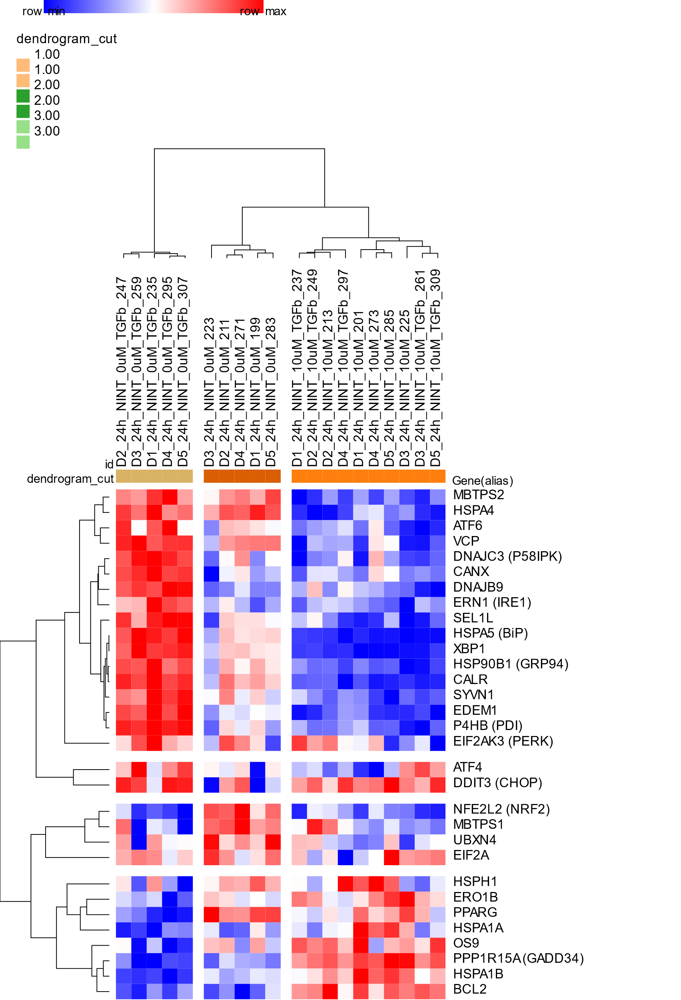 row min row max
dendrogram_cut
1.00
1.00
2.00
2.00
3.00
3.00
D2_24h_NINT_0uM_TGFb_247
D3_24h_NINT_0uM_TGFb_259
D1_24h_NINT_0uM_TGFb_235
D4_24h_NINT_0uM_TGFb_295
D5_24h_NINT_0uM_TGFb_307
D3_24h_NINT_0uM_223
D2_24h_NINT_0uM_211
D4_24h_NINT_0uM_271
D1_24h_NINT_0uM_199
D5_24h_NINT_0uM_283
D1_24h_NINT_10uM_TGFb_237
D2_24h_NINT_10uM_TGFb_249
D2_24h_NINT_10uM_213
D4_24h_NINT_10uM_TGFb_297
D1_24h_NINT_10uM_201
D4_24h_NINT_10uM_273
D5_24h_NINT_10uM_285
D3_24h_NINT_10uM_225
D3_24h_NINT_10uM_TGFb_261
D5_24h_NINT_10uM_TGFb_309
id
dendrogram_cut
Gene(alias)
MBTPS2
HSPA4
ATF6
VCP
DNAJC3 (P58IPK)
CANX
DNAJB9
ERN1 (IRE1)
SEL1L
HSPA5 (BiP)
XBP1
HSP90B1 (GRP94)
CALR
SYVN1
EDEM1
P4HB (PDI)
EIF2AK3 (PERK)
ATF4
DDIT3 (CHOP)
NFE2L2 (NRF2)
MBTPS1
UBXN4
EIF2A
HSPH1
ERO1B
PPARG
HSPA1A
OS9
PPP1R15A(GADD34)
HSPA1B
BCL2